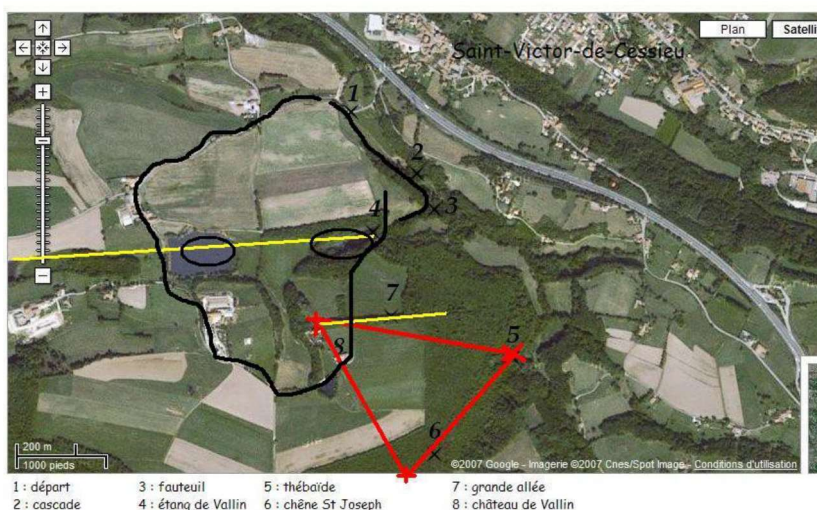 Plan Satelli
Saint-Victor-de-Cessieu
1
2
3
4
7
5
8
6
200 m
1000 pieds
©2007 Google - Imagerie ©2007 Cnes/Spot Image - Conditions d'utilisation
1 : départ 3 : fauteuil 5 : thébaïde 7 : grande allée
2 : cascade 4 : étang de Vallin 6 : chêne St Joseph 8 : château de Vallin